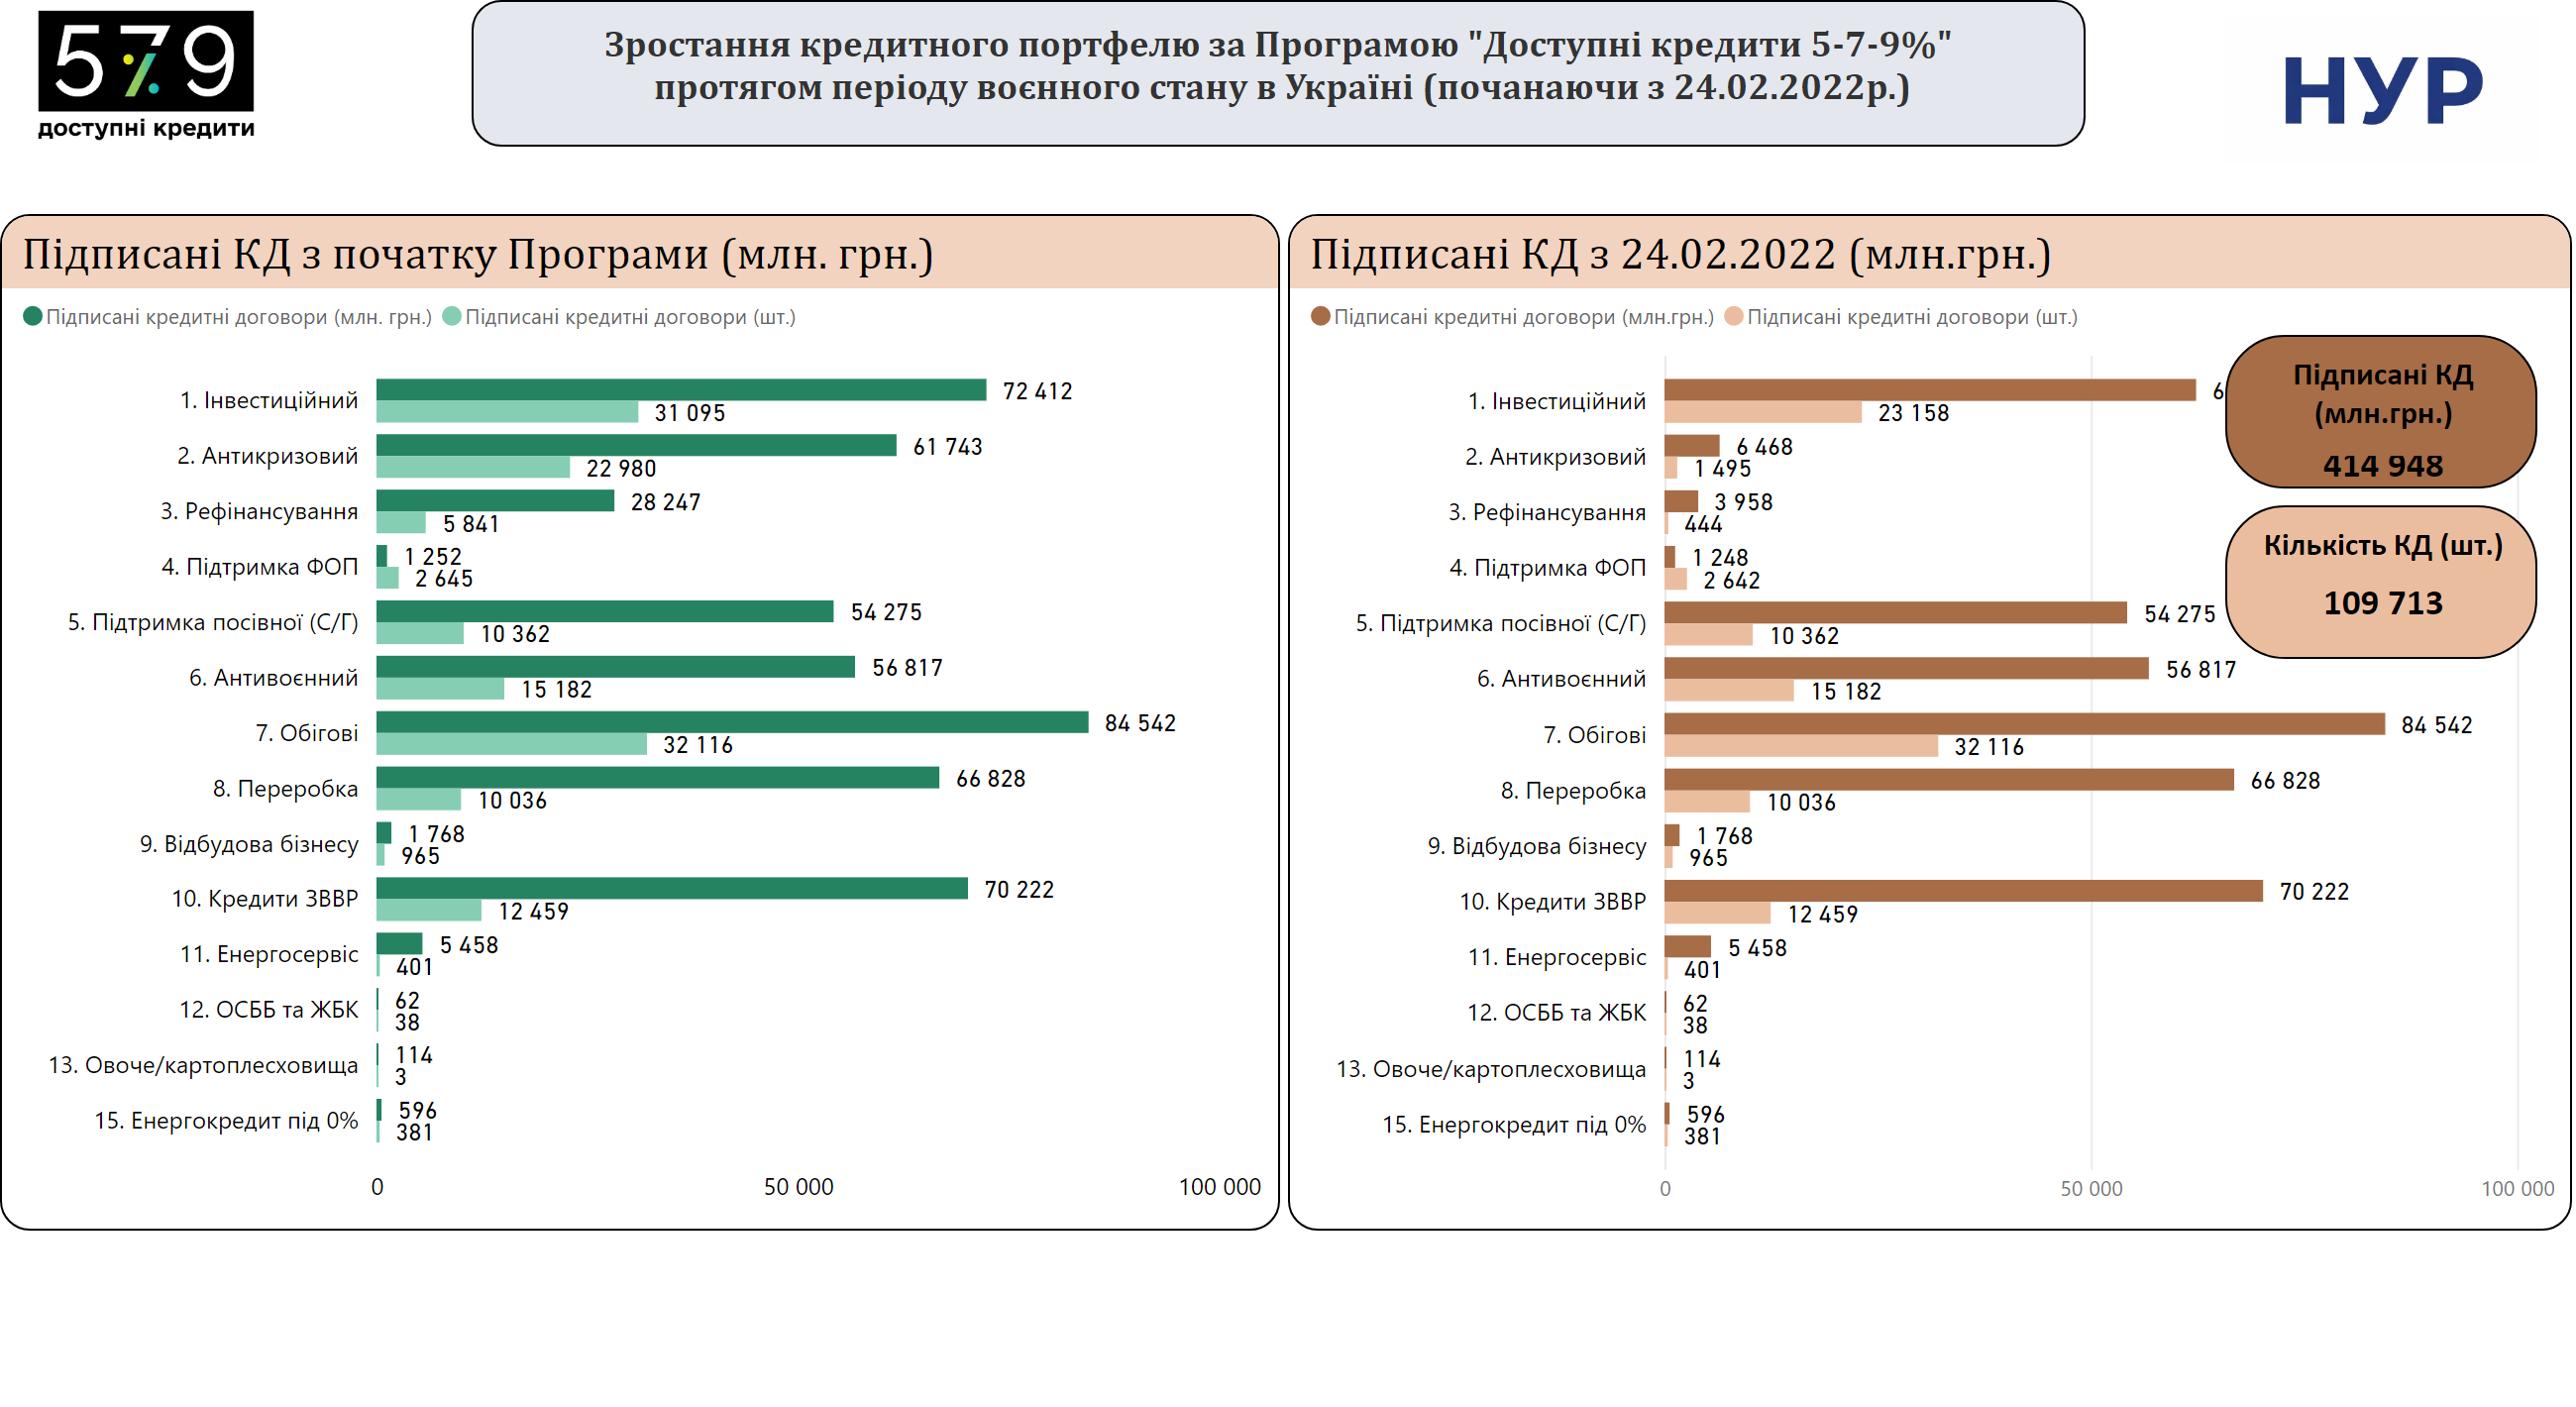 579
доступні кредити
Зростання кредитного портфелю за Програмою "Доступні кредити 5-7-9%"
протягом періоду воєнного стану в Україні (починаючи з 24.02.2022р.)
НУР
Підписані КД з початку Програми (млн. грн.)
Підписані кредитні договори (млн. грн.) Підписані кредитні договори (шт.)
1. Інвестиційний 72 412
31 095
2. Антикризовий 61 743
22 980
3. Рефінансування 28 247
5 841
4. Підтримка ФОП 1 252
2 645
5. Підтримка посівної (С/Г) 54 275
10 362
6. Антивоєнний 56 817
15 182
7. Обігові 84 542
32 116
8. Переробка 66 828
10 036
9. Відбудова бізнесу 1 768
965
10. Кредити ЗВВР 70 222
12 459
11. Енергосервіс 5 458
401
12. ОСББ та ЖБК 62
38
13. Овоче/картоплесховища 114
3
15. Енергокредит під 0% 596
381
0 50 000 100 000
Підписані КД з 24.02.2022 (млн.грн.)
Підписані кредитні договори (млн.грн.) Підписані кредитні договори (шт.)
1. Інвестиційний 6
23 158
2. Антикризовий 6 468
1 495
3. Рефінансування 3 958
444
4. Підтримка ФОП 1 248
2 642
5. Підтримка посівної (С/Г) 54 275
10 362
6. Антивоєнний 56 817
15 182
7. Обігові 84 542
32 116
8. Переробка 66 828
10 036
9. Відбудова бізнесу 1 768
965
10. Кредити ЗВВР 70 222
12 459
11. Енергосервіс 5 458
401
12. ОСББ та ЖБК 62
38
13. Овоче/картоплесховища 114
3
15. Енергокредит під 0% 596
381
0 50 000 100 000
Підписані КД
(млн.грн.)
414 948
Кількість КД (шт.)
109 713